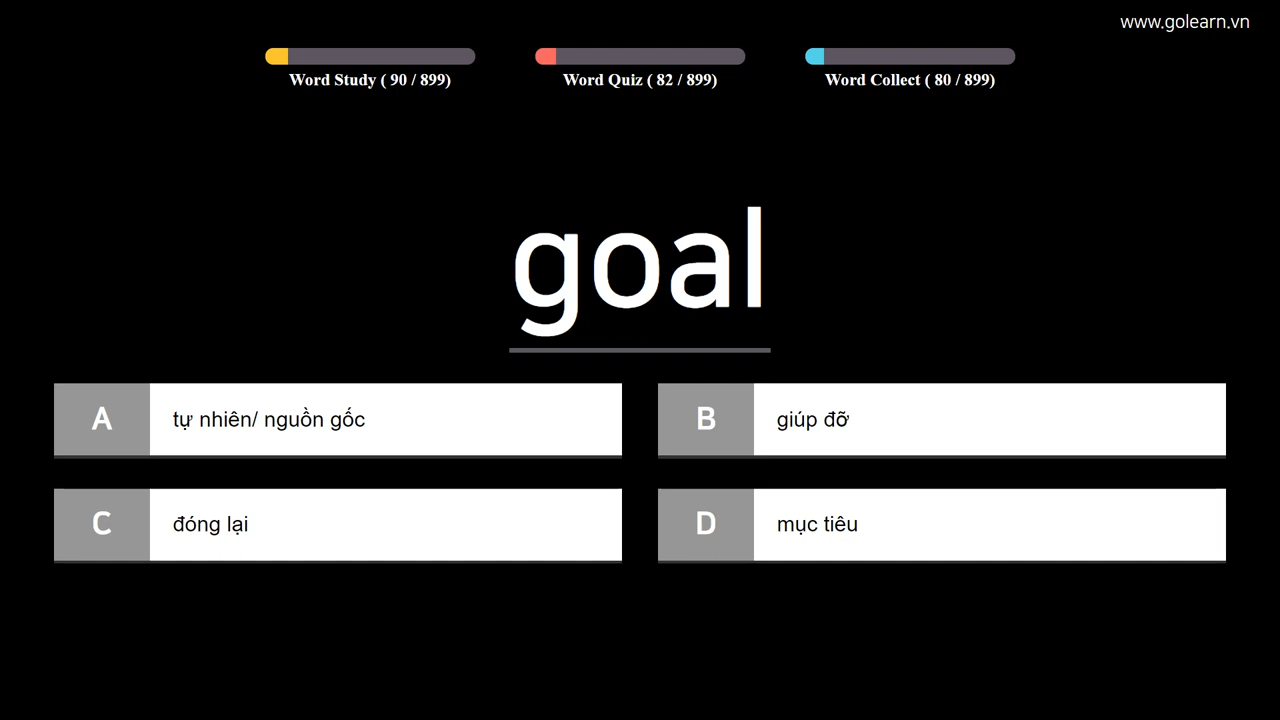 www.golearn.vn
Word Study ( 90 / 899)
Word Quiz ( 82 / 899)
Word Collect ( 80 / 899)
goal
A tự nhiên/ nguồn gốc
B giúp đỡ
C đóng lại
D mục tiêu